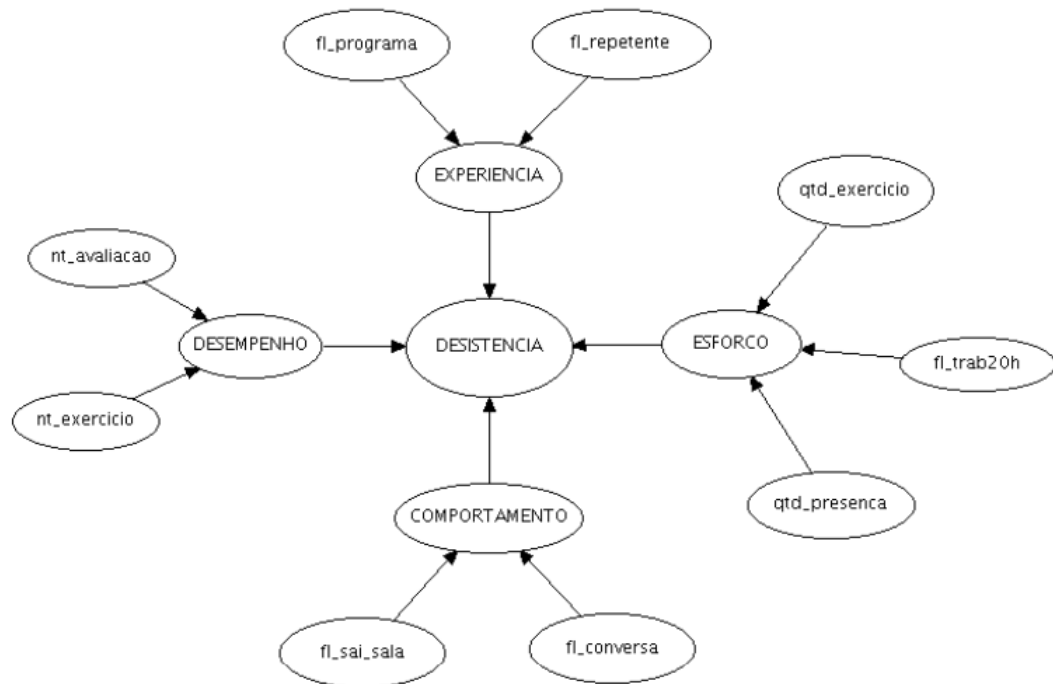 fl_programa
fl_repetente
EXPERIENCIA
qtd_exercicio
nt_avaliacao
DESEMPENHO
DESISTENCIA
ESFORCO
fl_trab20h
nt_exercicio
qtd_presenca
COMPORTAMENTO
fl_sai_sala
fl_conversa